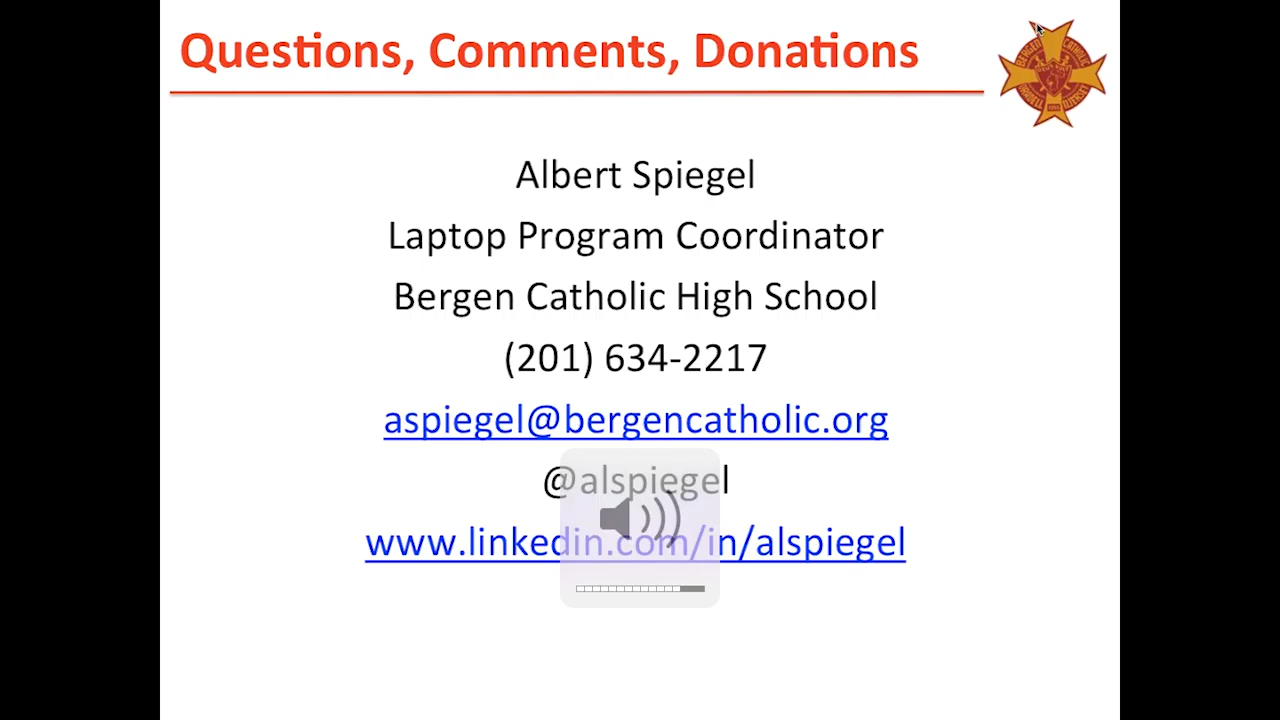 Questions, Comments, Donations
Albert Spiegel
Laptop Program Coordinator
Bergen Catholic High School
(201) 634-2217
aspiegel@bergencatholic.org
@alspiegel
www.linkedin.com/in/alspiegel